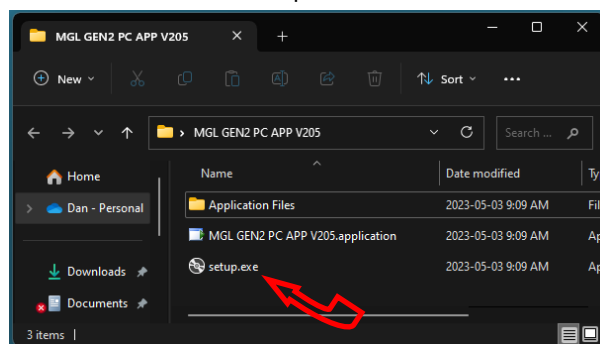 MGL GEN2 PC APP V205
New
Sort
MGL GEN2 PC APP V205
Search ...
Home
Dan - Personal
Downloads
Documents
Name
Date modified
Ty
Application Files
2023-05-03 9:09 AM
Fil
MGL GEN2 PC APP V205.application
2023-05-03 9:09 AM
Ap
setup.exe
2023-05-03 9:09 AM
Ap
3 items